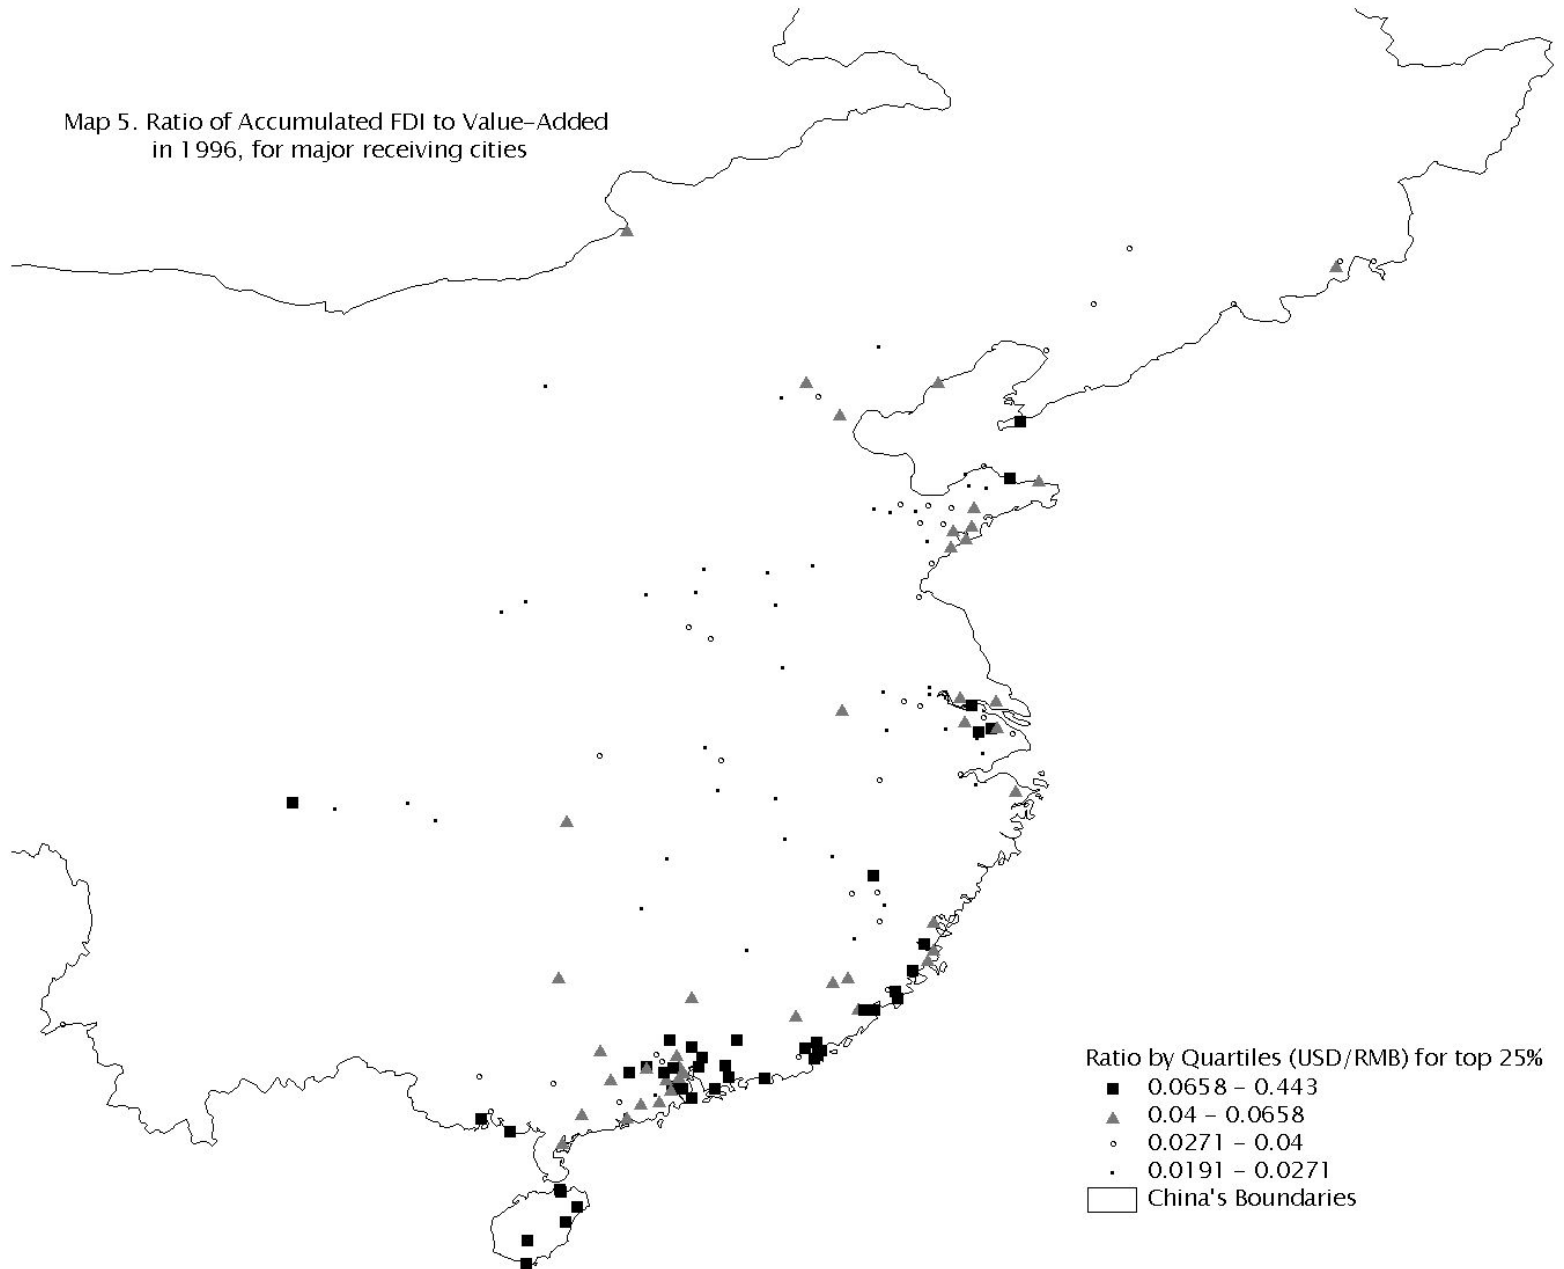 Map 5. Ratio of Accumulated FDI to Value-Added
in 1996, for major receiving cities
Ratio by Quartiles (USD/RMB) for top 25%
0.0658 - 0.443
0.04 - 0.0658
0.0271 - 0.04
0.0191 - 0.0271
China's Boundaries